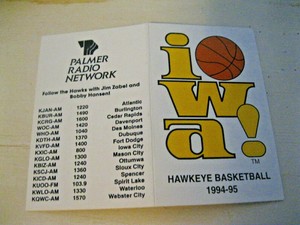 PALMER
RADIO
NETWORK
Follow the Hawks with Jim Zabel and
Bobby Hansen!
KJAN-AM 1220 Atlantic
KBUR-AM 1490 Burlington
KCRG-AM 1600 Cedar Rapids
WOC-AM 1420 Davenport
WHO-AM 1040 Des Moines
KDTH-AM 1370 Dubuque
KVFD-AM 1400 Fort Dodge
KXIC-AM 800 Iowa City
KGLO-AM 1300 Mason City
KBIZ-AM 1240 Ottumwa
KSCJ-AM 1360 Sioux City
KICD-AM 1240 Spencer
KUOO-FM 103.9 Spirit Lake
KWLO-AM 1330 Waterloo
KQWC-AM 1570 Webster City
iowa!
TM
HAWKEYE BASKETBALL
1994-95